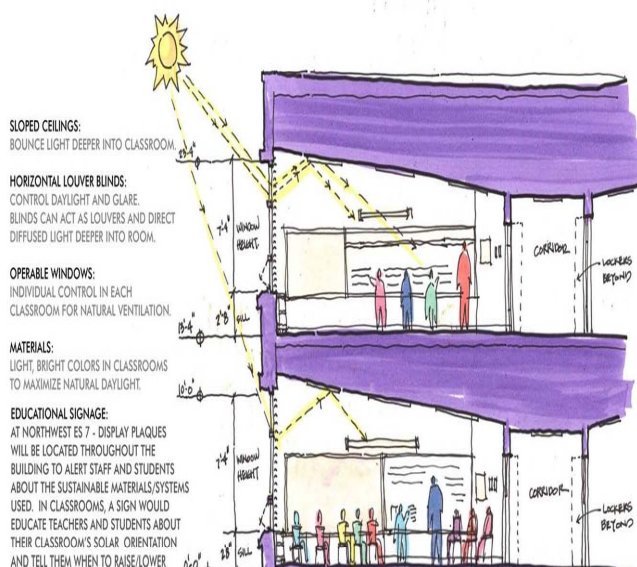 SLOPED CEILINGS:
BOUNCE LIGHT DEEPER INTO CLASSROOM.
HORIZONTAL LOUVER BLINDS:
CONTROL DAYLIGHT AND GLARE.
BLINDS CAN ACT AS LOUVERS AND DIRECT
DIFFUSED LIGHT DEEPER INTO ROOM.
OPERABLE WINDOWS:
INDIVIDUAL CONTROL IN EACH
CLASSROOM FOR NATURAL VENTILATION.
MATERIALS:
LIGHT, BRIGHT COLORS IN CLASSROOMS
TO MAXIMIZE NATURAL DAYLIGHT.
EDUCATIONAL SIGNAGE:
AT NORTHWEST ES 7 - DISPLAY PLAQUES
WILL BE LOCATED THROUGHOUT THE
BUILDING TO ALERT STAFF AND STUDENTS
ABOUT THE SUSTAINABLE MATERIALS/SYSTEMS
USED. IN CLASSROOMS, A SIGN WOULD
EDUCATE TEACHERS AND STUDENTS ABOUT
THEIR CLASSROOM'S SOLAR ORIENTATION
AND TELL THEM WHEN TO RAISE/LOWER
23'-4"
7'-4"
WINDOW
HEIGHT
CORRIDOR
LOCKERS
BEYOND
2'-8"
SILL
13'-4"
10'-0"
7'-4"
WINDOW
HEIGHT
CORRIDOR
LOCKERS
BEYOND
2'8"
SILL
0'-0"